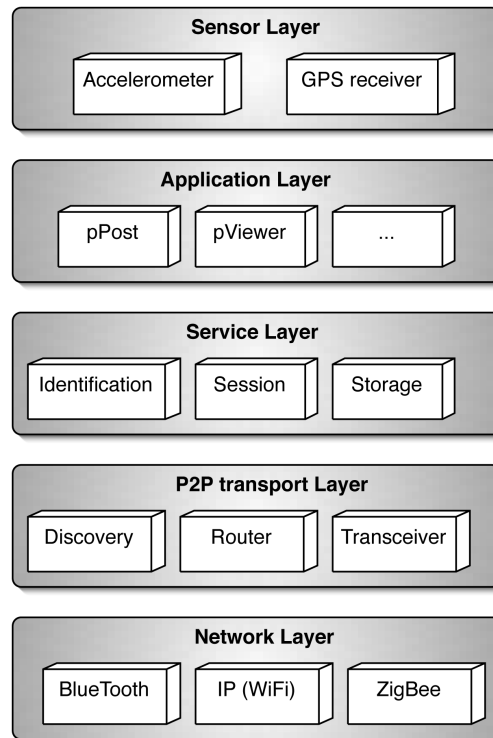 Sensor Layer
Accelerometer GPS receiver
Application Layer
pPost pViewer ...
Service Layer
Identification Session Storage
P2P transport Layer
Discovery Router Transceiver
Network Layer
BlueTooth IP (WiFi) ZigBee